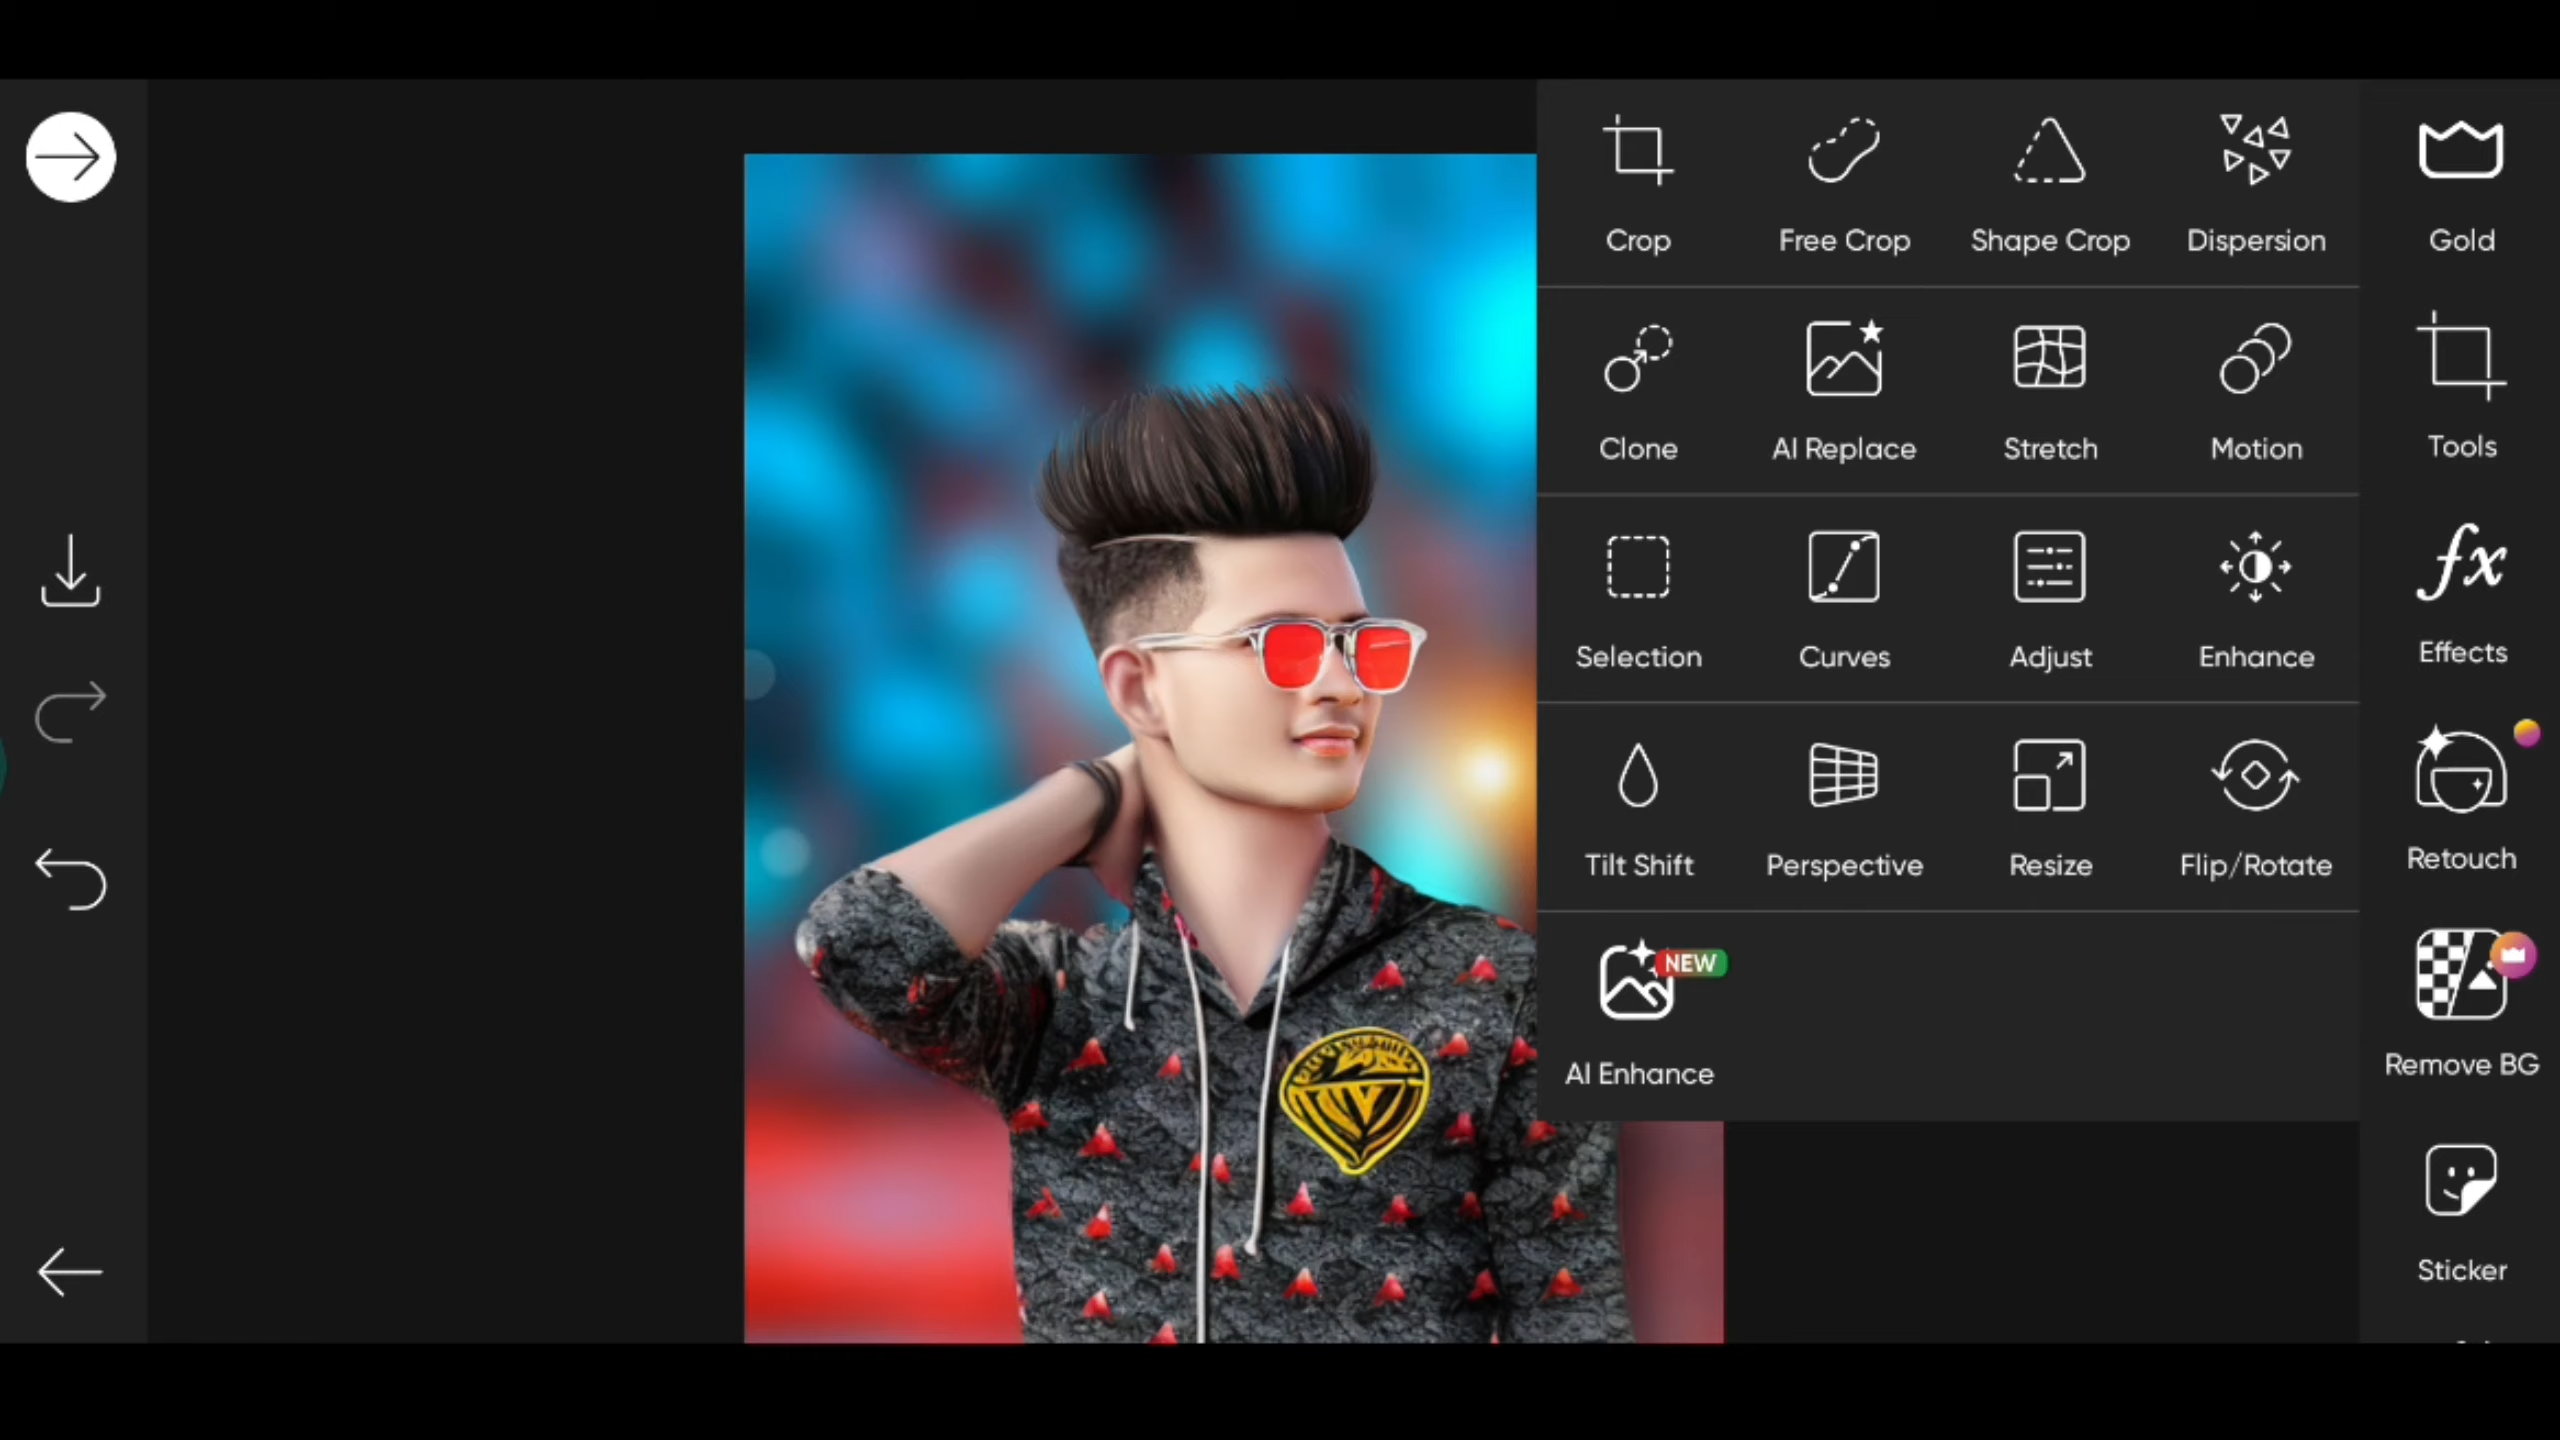 Crop Free Crop Shape Crop Dispersion Gold
Clone AI Replace Stretch Motion Tools
Selection Curves Adjust Enhance Effects
Tilt Shift Perspective Resize Flip/Rotate Retouch
NEW
AI Enhance Remove BG
Sticker